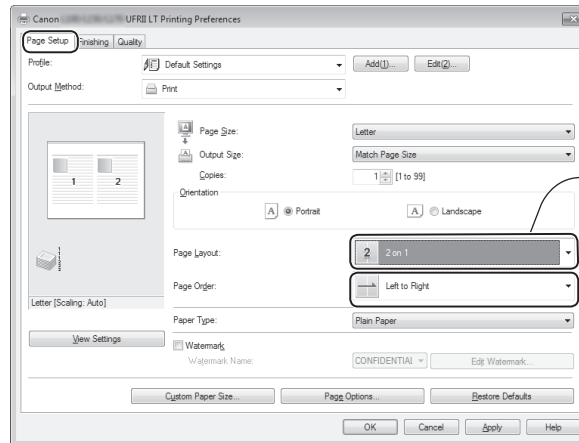 Canon UFRII LT Printing Preferences
Page Setup Finishing Quality
Profile: Default Settings Add(1)... Edit(2)...
Output Method: Print
Page Size: Letter
Output Size: Match Page Size
Copies: 1 [1 to 99]
Orientation
A Portrait A Landscape
1 2
Page Layout: 2 2 on 1
Page Order: Left to Right
Letter [Scaling: Auto]
Paper Type: Plain Paper
View Settings
Watermark
Watermark Name: CONFIDENTIAL Edit Watermark...
Custom Paper Size... Page Options... Restore Defaults
OK Cancel Apply Help